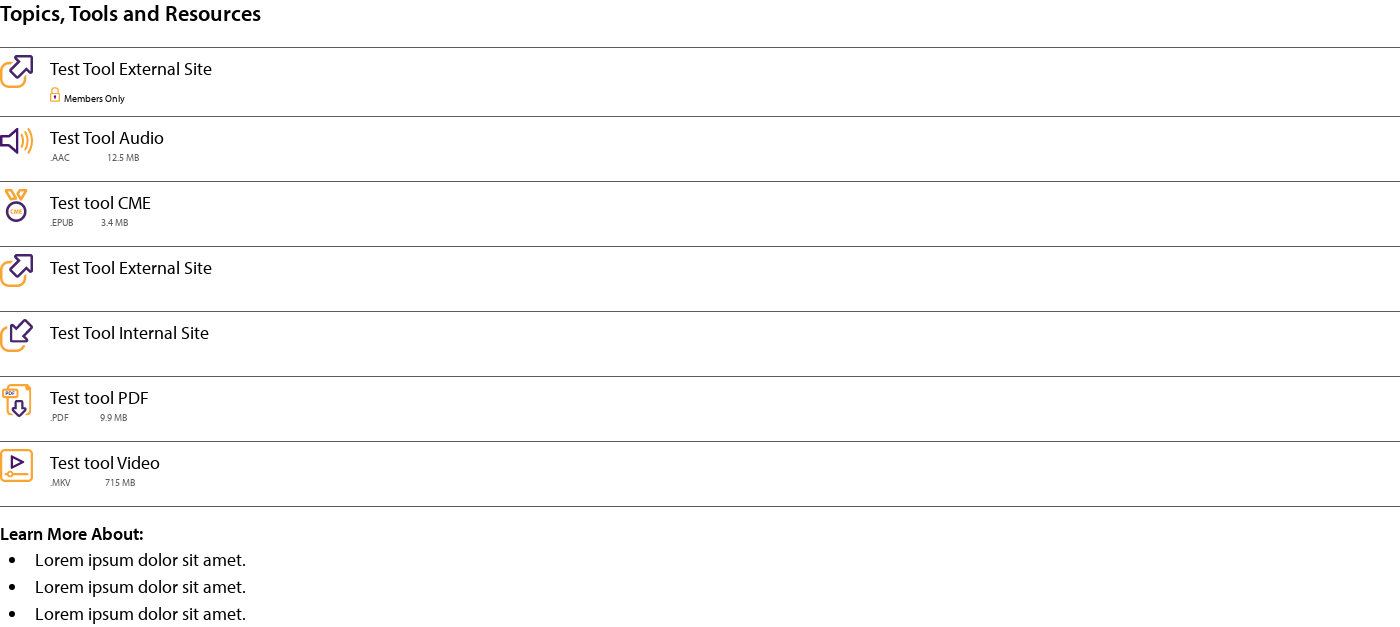 Topics, Tools and Resources
Test Tool External Site
Members Only
Test Tool Audio
.AAC 12.5 MB
CME
Test tool CME
.EPUB 3.4 MB
Test Tool External Site
Test Tool Internal Site
PDF
Test tool PDF
.PDF 9.9 MB
Test tool Video
.MKV 715 MB
Learn More About:
• Lorem ipsum dolor sit amet.
• Lorem ipsum dolor sit amet.
• Lorem ipsum dolor sit amet.